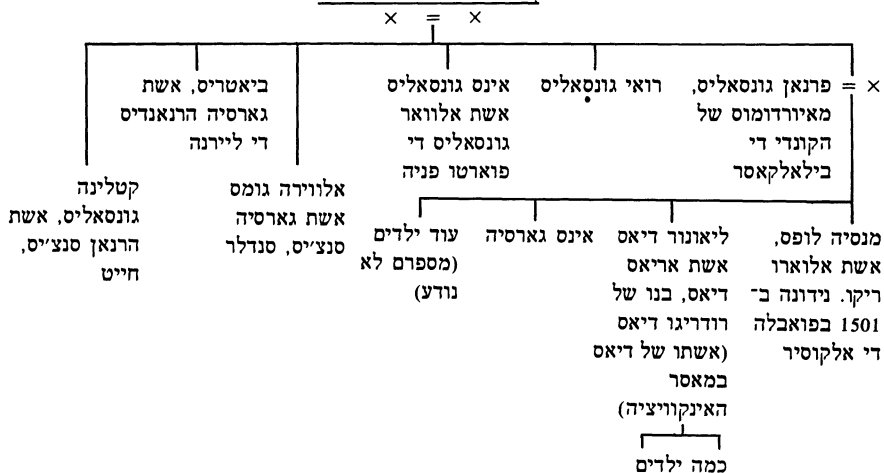 × = ×
× = פרנאן גונסאליס,
מאיורדומוס של
הקונדי די
בילאלקאסר
רואי גונסאליס
אינס גונסאליס
אשת אלוואר
גונסאליס די
פוארטו פניה
ביאטריס, אשת
גארסיה הרנאנדיס
די ליירנה
אלווירה גומס
אשת גארסיה
סנצ׳יס, סנדלר
קטלינה
גונסאליס, אשת
הרנאן סנצ׳יס,
חייט
מנסיה לופס,
אשת אלוארו
ריקו. נידונה ב־
1501 בפואבלה
די אלקוסיר
ליאונור דיאס
אשת אריאס
דיאס, בנו של
רודריגו דיאס
(אשתו של דיאס
במאסר
האינקוויציה)
כמה ילדים
אינס גארסיה
עוד ילדים
(מספרם לא
נודע)